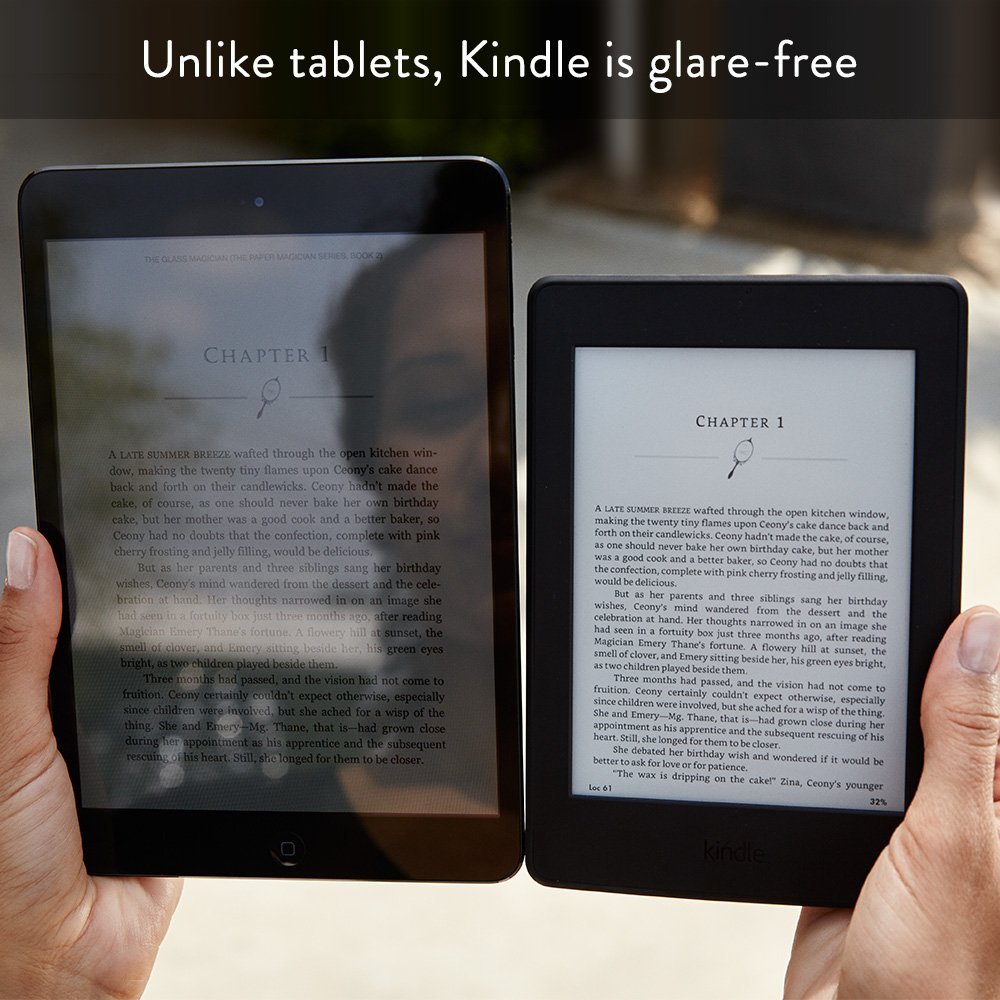 Unlike tablets, Kindle is glare-free
THE GLASS MAGICIAN (THE PAPER MAGICIAN SERIES, BOOK 2)
CHAPTER 1
A LATE SUMMER BREEZE wafted through the open kitchen win-
dow, making the twenty tiny flames upon Ceony's cake dance
back and forth on their candlewicks. Ceony hadn't made the
cake, of course, as one should never bake her own birthday
cake, but her mother was a good cook and a better baker, so
Ceony had no doubts that the confection, complete with pink
cherry frosting and jelly filling, would be delicious.
But as her parents and three siblings sang her birthday
wishes, Ceony's mind wandered from the dessert and the cele-
bration at hand. Her thoughts narrowed in on an image she
had seen in a fortuity box just three months ago, after reading
Magician Emery Thane's fortune. A flowery hill at sunset, the
smell of clover, and Emery sitting beside her, his green eyes
bright, as two children played beside them.
Three months had passed, and the vision had not come to
fruition. Ceony certainly couldn't expect otherwise, especially
since children were involved, but she ached for a wisp of the
thing. She and Emery—Mg. Thane, that is—had grown close
during her appointment as his apprentice and the subsequent
rescuing of his heart. Still, she longed for them to be closer.
CHAPTER 1
A LATE SUMMER BREEZE wafted through the open kitchen window,
making the twenty tiny flames upon Ceony's cake dance back and
forth on their candlewicks. Ceony hadn't made the cake, of course,
as one should never bake her own birthday cake, but her mother
was a good cook and a better baker, so Ceony had no doubts that
the confection, complete with pink cherry frosting and jelly filling,
would be delicious.
But as her parents and three siblings sang her birthday
wishes, Ceony's mind wandered from the dessert and the
celebration at hand. Her thoughts narrowed in on an image she
had seen in a fortuity box just three months ago, after reading
Magician Emery Thane's fortune. A flowery hill at sunset, the
smell of clover, and Emery sitting beside her, his green eyes bright,
as two children played beside them.
Three months had passed, and the vision had not come to
fruition. Ceony certainly couldn't expect otherwise, especially
since children were involved, but she ached for a wisp of the thing.
She and Emery—Mg. Thane, that is—had grown close during her
appointment as his apprentice and the subsequent rescuing of his
heart. Still, she longed for them to be closer.
She debated her birthday wish and wondered if it would be
better to ask for love or for patience.
"The wax is dripping on the cake!" Zina, Ceony's younger
Loc 61
32%
kindle